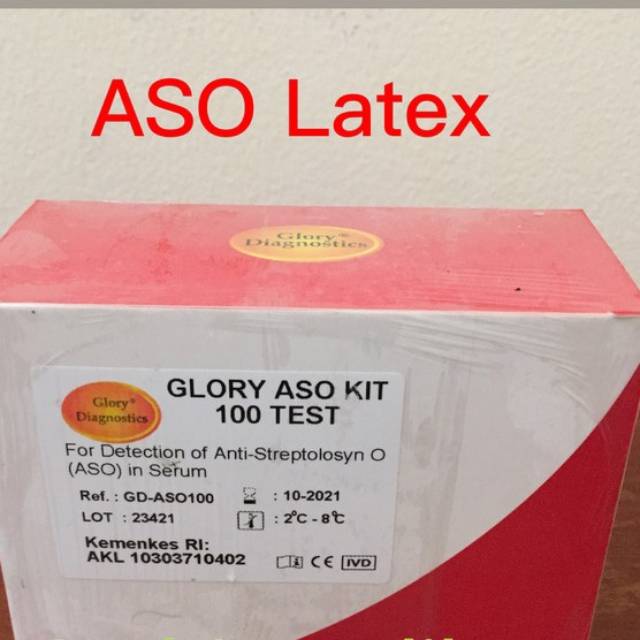 ASO Latex
Glory®
Diagnostics
Glory®
Diagnostics
GLORY ASO KIT
100 TEST
For Detection of Anti-Streptolosyn O
(ASO) in Serum
Ref. : GD-ASO100 : 10-2021
LOT : 23421 : 2°C - 8°C
Kemenkes RI:
AKL 10303710402 CE IVD